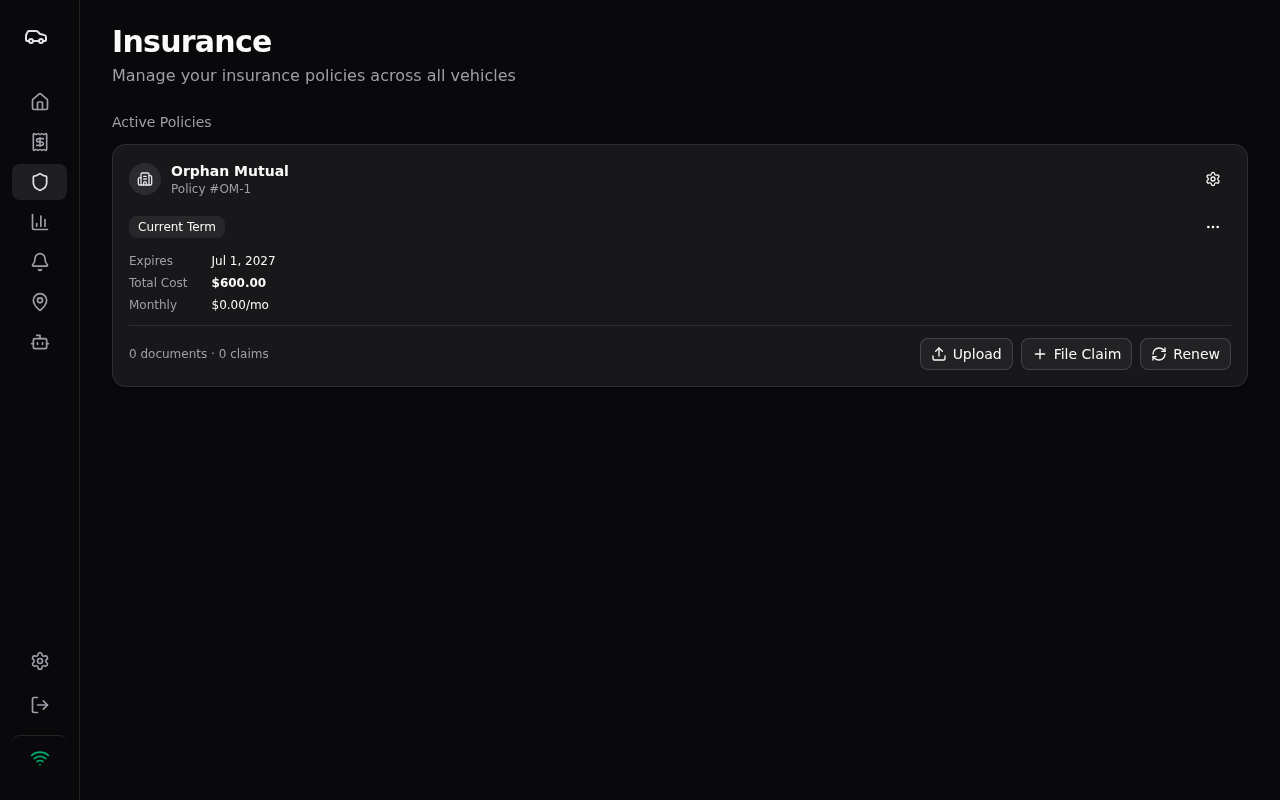 Insurance
Manage your insurance policies across all vehicles
Active Policies
Orphan Mutual
Policy #OM-1
Current Term
Expires Jul 1, 2027
Total Cost $600.00
Monthly $0.00/mo
0 documents · 0 claims
Upload File Claim Renew